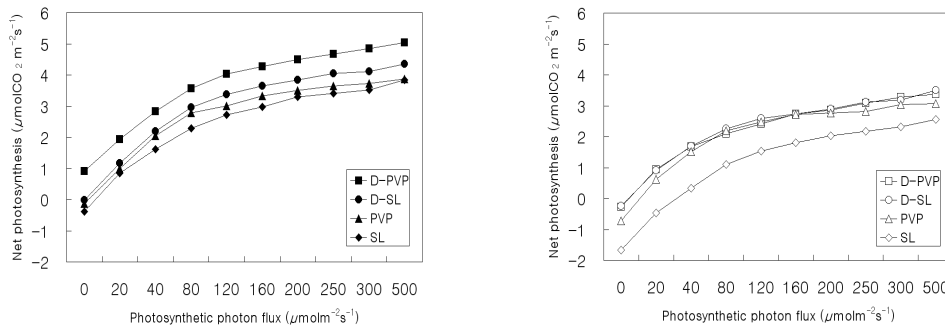 Net photosynthesis (μmolCO2 m−2s−1)
6
5
4
3
2
1
0
−1
−2
D-PVP
D-SL
PVP
SL
0 20 40 80 120 160 200 250 300 500
Photosynthetic photon flux (μmolm−2s−1)
Net photosynthesis (μmolCO2 m−2s−1)
6
5
4
3
2
1
0
−1
−2
D-PVP
D-SL
PVP
SL
0 20 40 80 120 160 200 250 300 500
Photosynthetic photon flux (μmolm−2s−1)